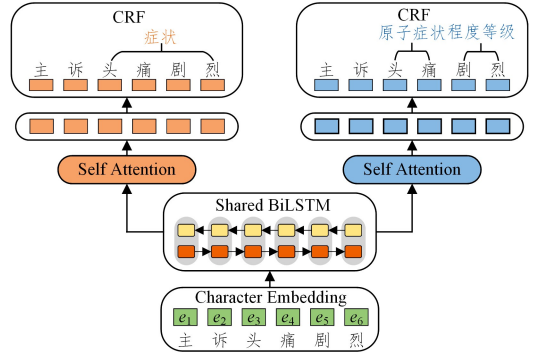 CRF
症状
主 诉 头 痛 剧 烈
CRF
原子症状程度等级
主 诉 头 痛 剧 烈
Self Attention
Self Attention
Shared BiLSTM
Character Embedding
e1 e2 e3 e4 e5 e6
主 诉 头 痛 剧 烈